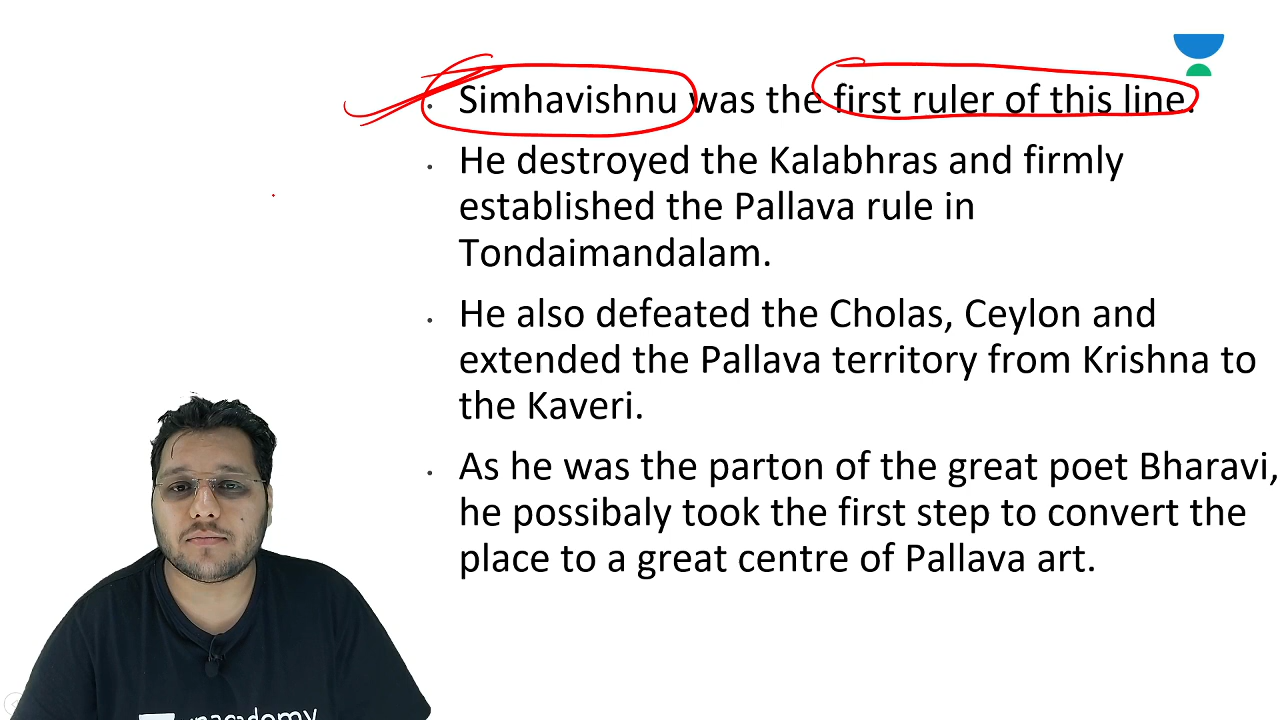 • Simhavishnu was the first ruler of this line.
• He destroyed the Kalabhras and firmly
established the Pallava rule in
Tondaimandalam.
• He also defeated the Cholas, Ceylon and
extended the Pallava territory from Krishna to
the Kaveri.
• As he was the parton of the great poet Bharavi,
he possibaly took the first step to convert the
place to a great centre of Pallava art.